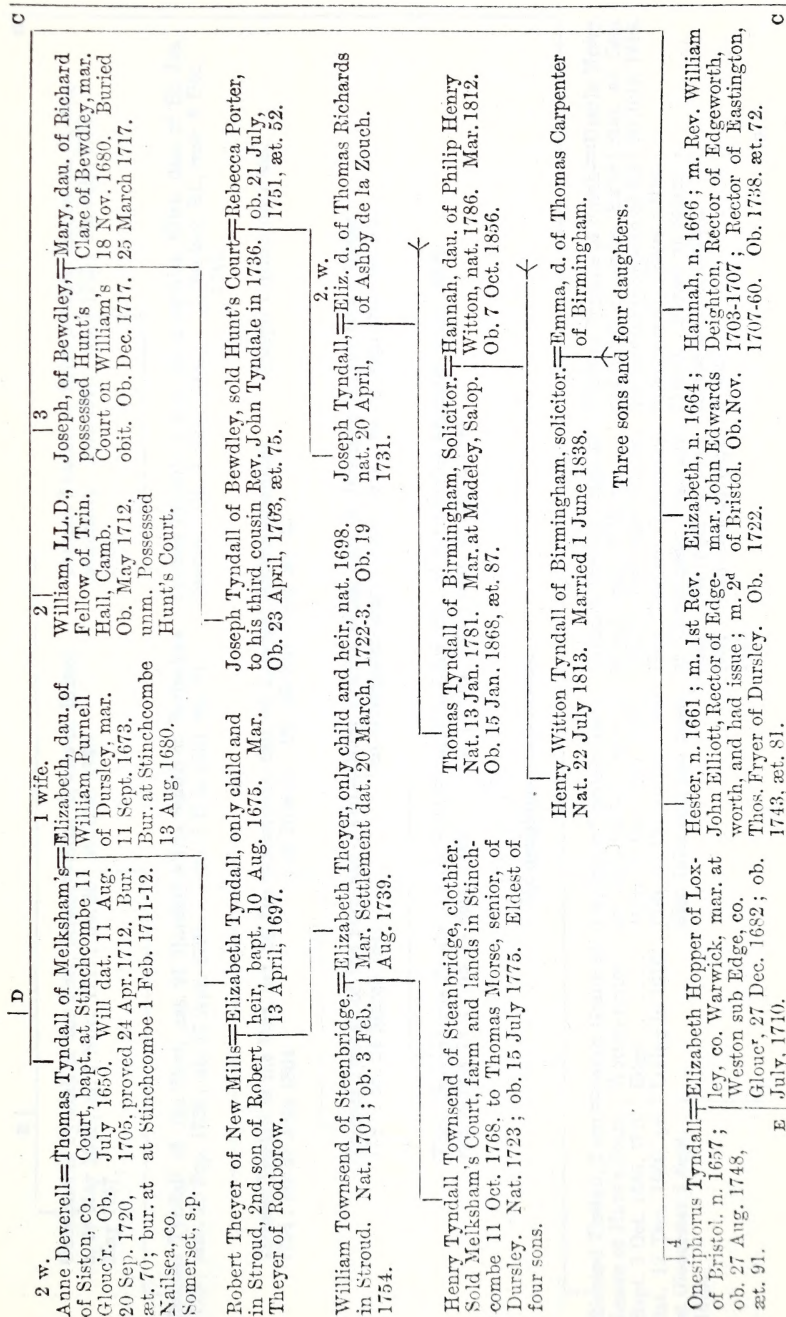 D
C
2 w.
Anne Deverell=Thomas Tyndall of Melksham's=Elizabeth, dau. of
of Siston, co.
Glouc'r. Ob.
20 Sep. 1720,
æt. 70; bur. at
Nailsea, co.
Somerset, s.p.
Court, bapt. at Stinchcombe 11
July 1650. Will dat. 11 Aug.
1705. proved 24 Apr. 1712. Bur.
at Stinchcombe 1 Feb. 1711-12.
1 wife.
William Purnell
of Dursley, mar.
11 Sept. 1673.
Bur. at Stinchcombe
13 Aug. 1680.
2
William, LL.D.,
Fellow of Trin.
Hall, Camb.
Ob. May 1712.
unm. Possessed
Hunt's Court.
3
Joseph, of Bewdley,=Mary, dau. of Richard
possessed Hunt's
Court on William's
obit. Ob. Dec. 1717.
Clare of Bewdley, mar.
18 Nov. 1680. Buried
25 March 1717.
Robert Theyer of New Mills=Elizabeth Tyndall, only child and
in Stroud, 2nd son of Robert
Theyer of Rodborow.
heir, bapt. 10 Aug. 1675. Mar.
13 April, 1697.
Joseph Tyndall of Bewdley, sold Hunt's Court=Rebecca Porter,
to his third cousin Rev. John Tyndale in 1736.
Ob. 23 April, 1763, æt. 75.
ob. 21 July,
1751, æt. 52.
William Townsend of Steenbridge,=Elizabeth Theyer, only child and heir, nat. 1698.
in Stroud. Nat. 1701; ob. 3 Feb.
1754.
Mar. Settlement dat. 20 March, 1722-3. Ob. 19
Aug. 1739.
2. w.
Joseph Tyndall,=Eliz. d. of Thomas Richards
nat. 20 April,
1731.
of Ashby de la Zouch.
Henry Tyndall Townsend of Steanbridge, clothier.
Sold Melksham's Court, farm and lands in Stinch-
combe 11 Oct. 1768. to Thomas Morse, senior, of
Dursley. Nat. 1723; ob. 15 July 1775. Eldest of
four sons.
Thomas Tyndall of Birmingham, Solicitor.=Hannah, dau. of Philip Henry
Nat. 13 Jan. 1781. Mar. at Madeley, Salop.
Ob. 15 Jan. 1868, æt. 87.
Witton, nat. 1786. Mar. 1812.
Ob. 7 Oct. 1856.
Henry Witton Tyndall of Birmingham, solicitor.=Emma, d. of Thomas Carpenter
Nat. 22 July 1813. Married 1 June 1838.
of Birmingham.
Three sons and four daughters.
4
Onesiphorus Tyndall=Elizabeth Hopper of Lox-
of Bristol. n. 1657;
ob. 27 Aug. 1748,
æt. 91.
ley, co. Warwick, mar. at
Weston sub Edge, co.
Glouc'r, 27 Dec. 1682; ob.
July, 1710.
E
Hester, n. 1661; m. 1st Rev.
John Elliott, Rector of Edge-
worth, and had issue; m. 2d
Thos. Fryer of Dursley. Ob.
1743, æt. 81.
Elizabeth, n. 1664;
mar. John Edwards
of Bristol. Ob. Nov.
1722.
Hannah, n. 1666; m. Rev. William
Deighton, Rector of Edgeworth,
1703-1707; Rector of Eastington,
1707-60. Ob. 1738. æt. 72.
C